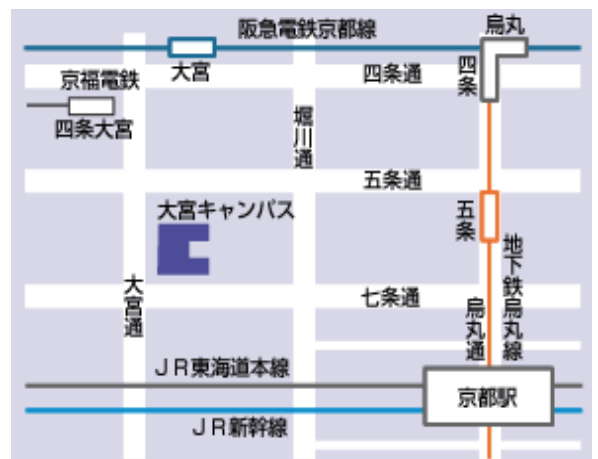 阪急電鉄京都線
烏丸
大宮
四条通
四条
京福電鉄
四条大宮
堀川通
五条通
大宮キャンパス
五条
大宮通
七条通
烏丸通
地下鉄烏丸線
JR東海道本線
京都駅
JR新幹線